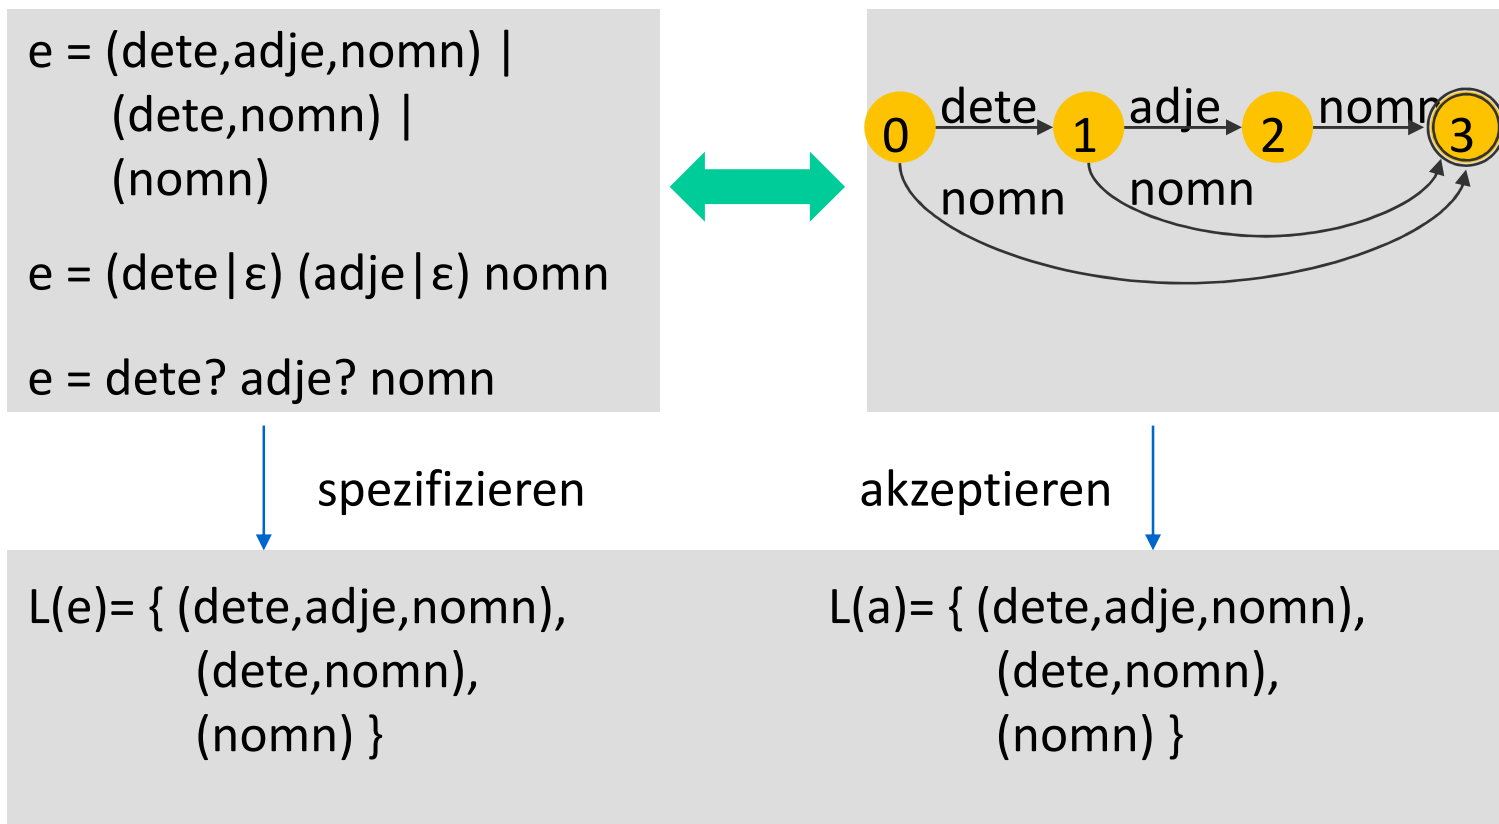 e = (dete,adje,nomn) |
(dete,nomn) |
(nomn)
e = (dete|ε) (adje|ε) nomn
e = dete? adje? nomn
dete adje nomn
0 1 2 3
nomn nomn
spezifizieren
akzeptieren
L(e)= { (dete,adje,nomn),
(dete,nomn),
(nomn) }
L(a)= { (dete,adje,nomn),
(dete,nomn),
(nomn) }